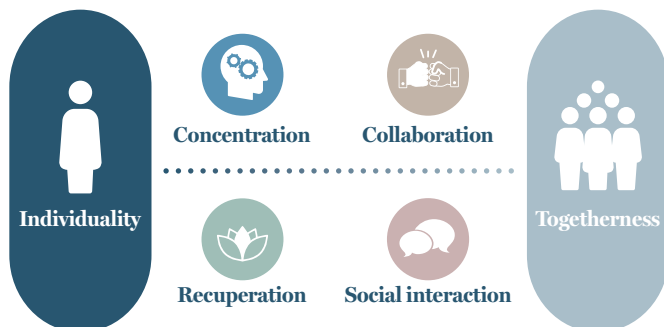 Concentration
Collaboration
Individuality
Togetherness
Recuperation
Social interaction